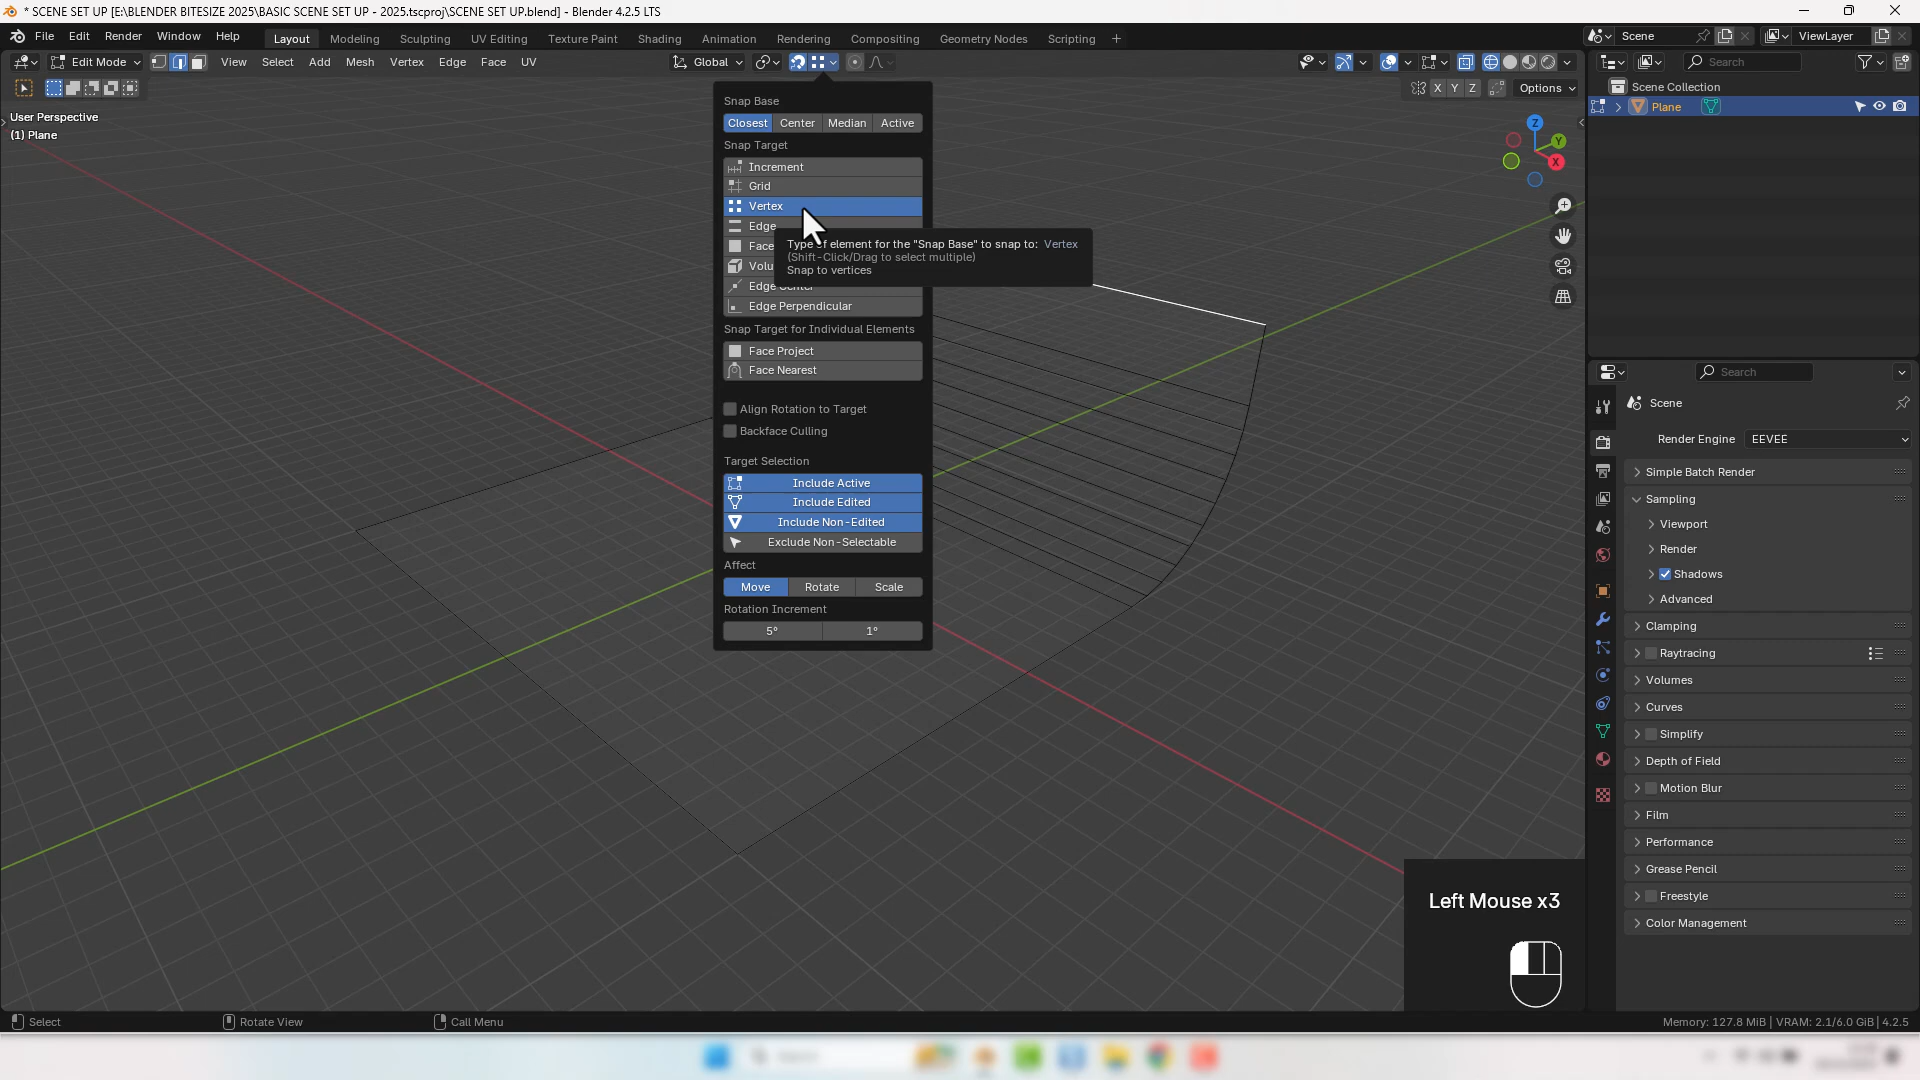 * SCENE SET UP [E:\BLENDER BITESIZE 2025\BASIC SCENE SET UP - 2025.tscproj\SCENE SET UP.blend] - Blender 4.2.5 LTS
File Edit Render Window Help Layout Modeling Sculpting UV Editing Texture Paint Shading Animation Rendering Compositing Geometry Nodes Scripting + Scene ViewLayer
Edit Mode View Select Add Mesh Vertex Edge Face UV Global Search
X Y Z Options
User Perspective
(1) Plane
Scene Collection
Plane
Z
Y
X
Snap Base
Closest Center Median Active
Snap Target
Increment
Grid
Vertex
Edge
Face
Volu
Edge Center
Edge Perpendicular
Type of element for the "Snap Base" to snap to: Vertex
(Shift-Click/Drag to select multiple)
Snap to vertices
Snap Target for Individual Elements
Face Project
Face Nearest
Align Rotation to Target
Backface Culling
Target Selection
Include Active
Include Edited
Include Non-Edited
Exclude Non-Selectable
Affect
Move Rotate Scale
Rotation Increment
5° 1°
Search
Scene
Render Engine EEVEE
Simple Batch Render
Sampling
Viewport
Render
Shadows
Advanced
Clamping
Raytracing
Volumes
Curves
Simplify
Depth of Field
Motion Blur
Film
Performance
Grease Pencil
Freestyle
Color Management
Left Mouse x3
Select Rotate View Call Menu Memory: 127.8 MiB | VRAM: 2.1/6.0 GiB | 4.2.5